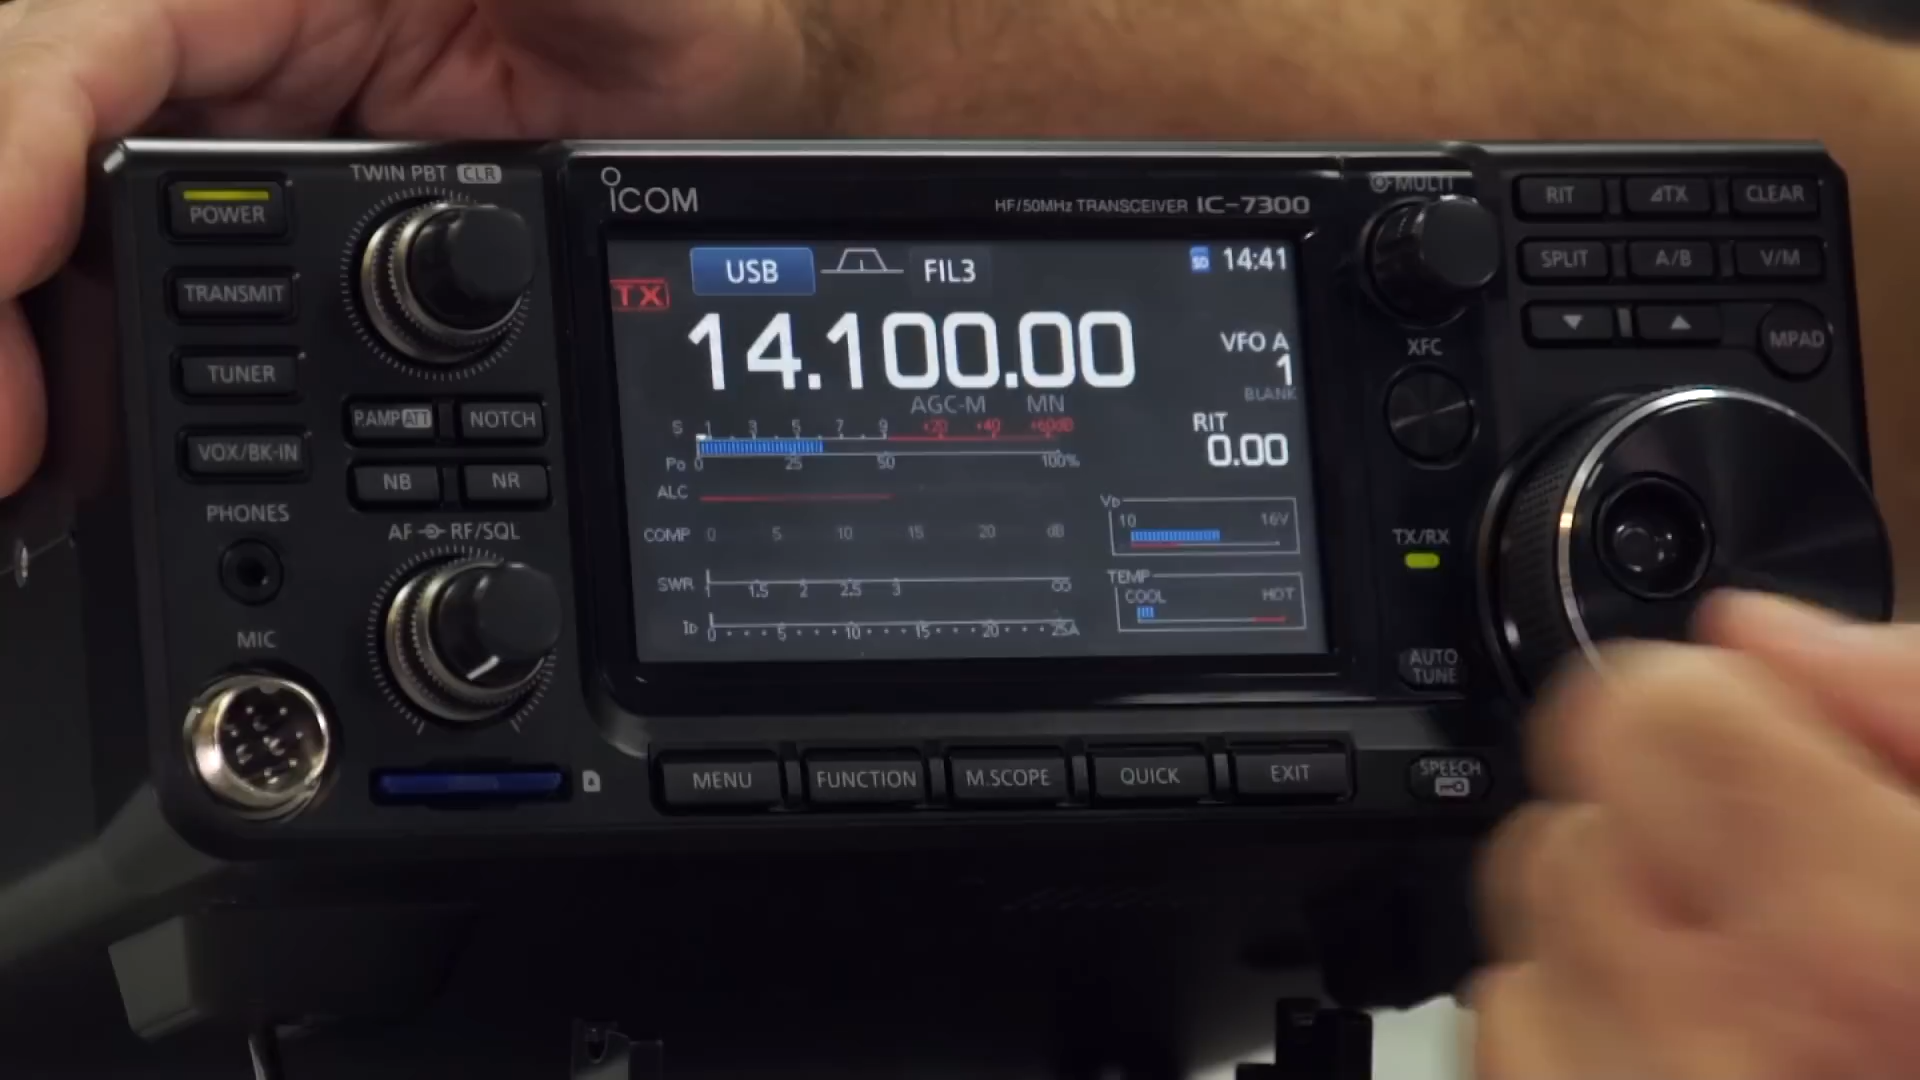 TWIN PBT CLR
POWER
TRANSMIT
TUNER
VOX/BK-IN
PHONES
MIC
P.AMP ATT
NOTCH
NB
NR
AF RF/SQL
ICOM
HF/50MHz TRANSCEIVER IC-7300
USB
FIL3
SD 14:41
TX
14.100.00
VFO A
1
BLANK
AGC-M MN
RIT
0.00
S 1 3 5 7 9 +20 +40 +60dB
Po 0 25 50 100%
ALC
COMP 0 5 10 15 20 dB
SWR 1 1.5 2 2.5 3 ∞
ID 0 5 10 15 20 25A
VD
10 16V
TEMP
COOL HOT
MENU
FUNCTION
M.SCOPE
QUICK
EXIT
MULTI
XFC
TX/RX
AUTO
TUNE
SPEECH
RIT
⊿TX
CLEAR
SPLIT
A/B
V/M
MPAD